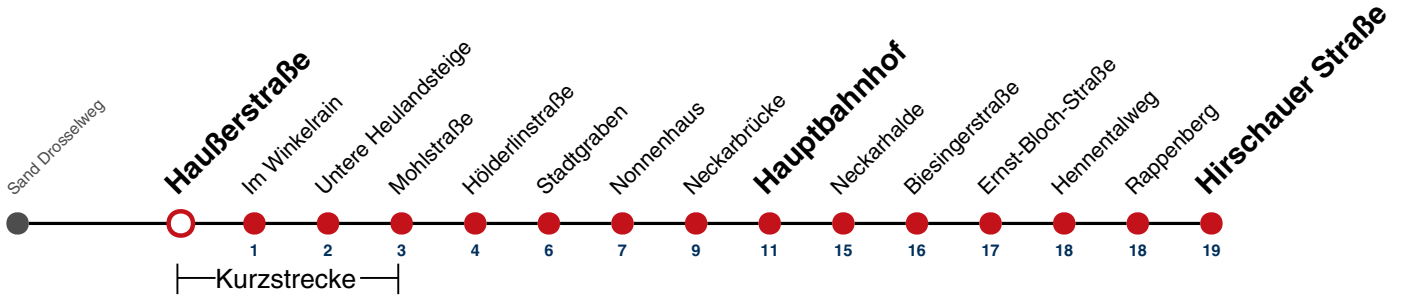 Sand Drosselweg
Haußerstraße
Im Winkelrain
Untere Heulandsteige
Mohlstraße
Hölderlinstraße
Stadtgraben
Nonnenhaus
Neckarbrücke
Hauptbahnhof
Neckarhalde
Biesingerstraße
Ernst-Bloch-Straße
Hennentalweg
Rappenberg
Hirschauer Straße
1 2 3 4 6 7 9 11 15 16 17 18 18 19
Kurzstrecke